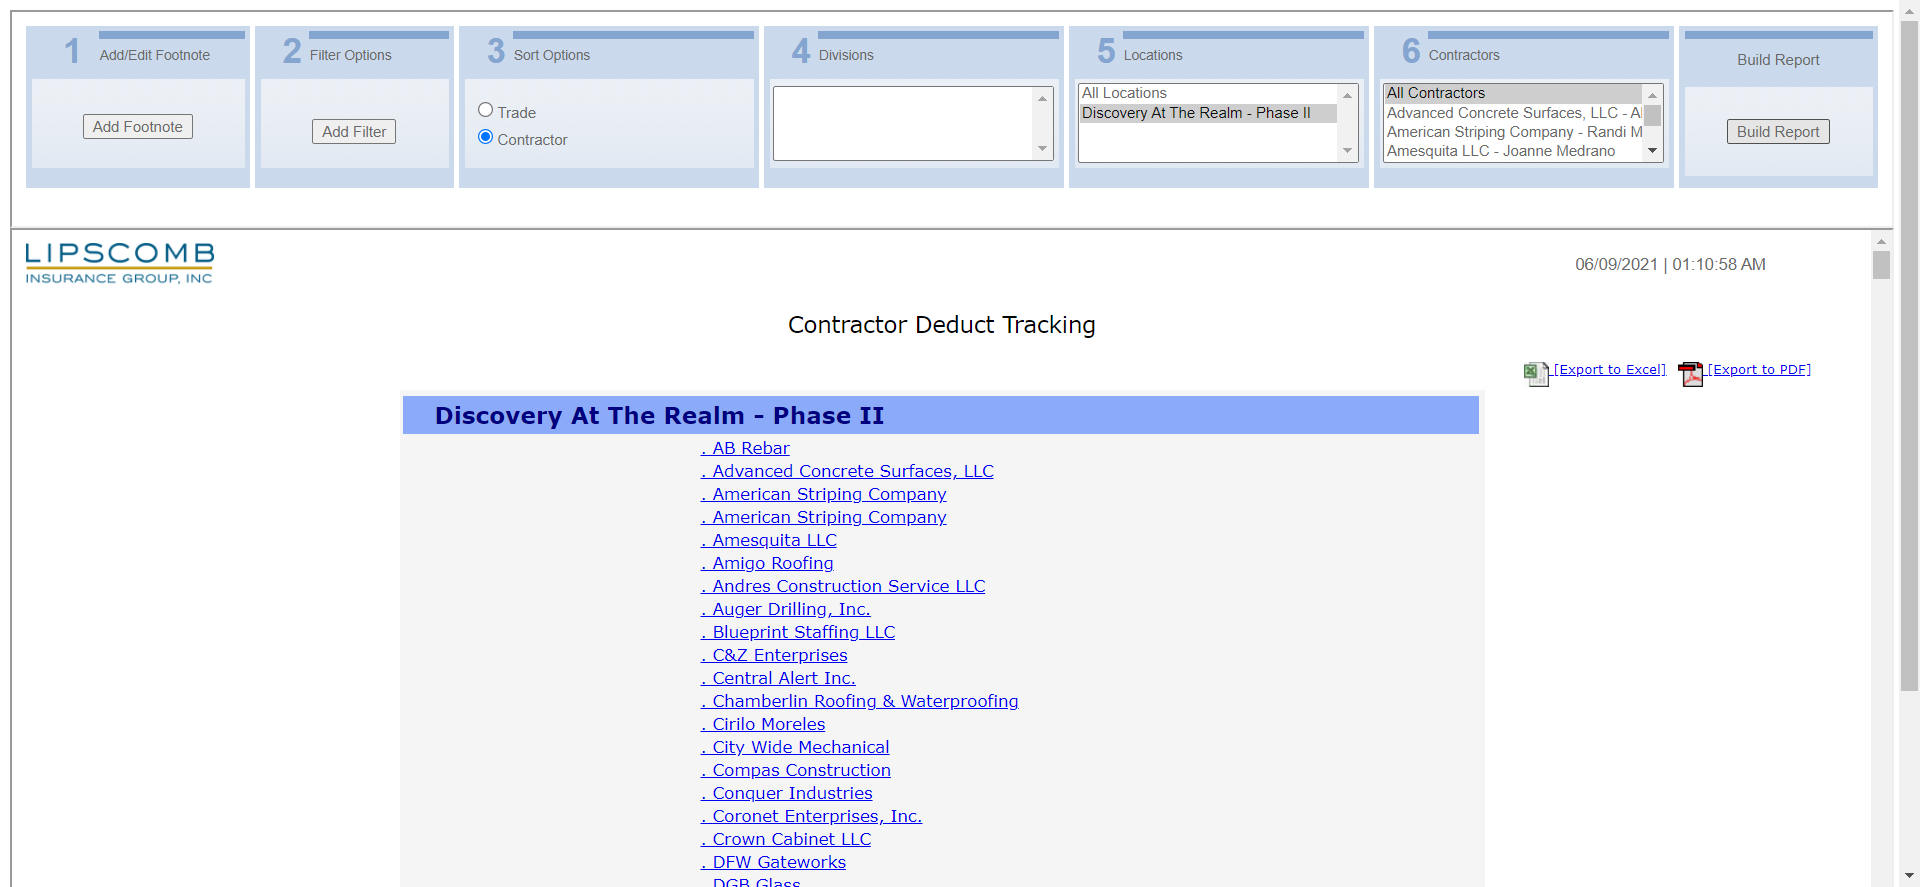 1 Add/Edit Footnote
Add Footnote
2 Filter Options
Add Filter
3 Sort Options
Trade
Contractor
4 Divisions
5 Locations
All Locations
Discovery At The Realm - Phase II
6 Contractors
All Contractors
Advanced Concrete Surfaces, LLC - Al
American Striping Company - Randi M
Amesquita LLC - Joanne Medrano
Build Report
Build Report
LIPSCOMB
INSURANCE GROUP, INC
06/09/2021 | 01:10:58 AM
Contractor Deduct Tracking
[Export to Excel] [Export to PDF]
Discovery At The Realm - Phase II
. AB Rebar
. Advanced Concrete Surfaces, LLC
. American Striping Company
. American Striping Company
. Amesquita LLC
. Amigo Roofing
. Andres Construction Service LLC
. Auger Drilling, Inc.
. Blueprint Staffing LLC
. C&Z Enterprises
. Central Alert Inc.
. Chamberlin Roofing & Waterproofing
. Cirilo Moreles
. City Wide Mechanical
. Compas Construction
. Conquer Industries
. Coronet Enterprises, Inc.
. Crown Cabinet LLC
. DFW Gateworks
. DGB Glass